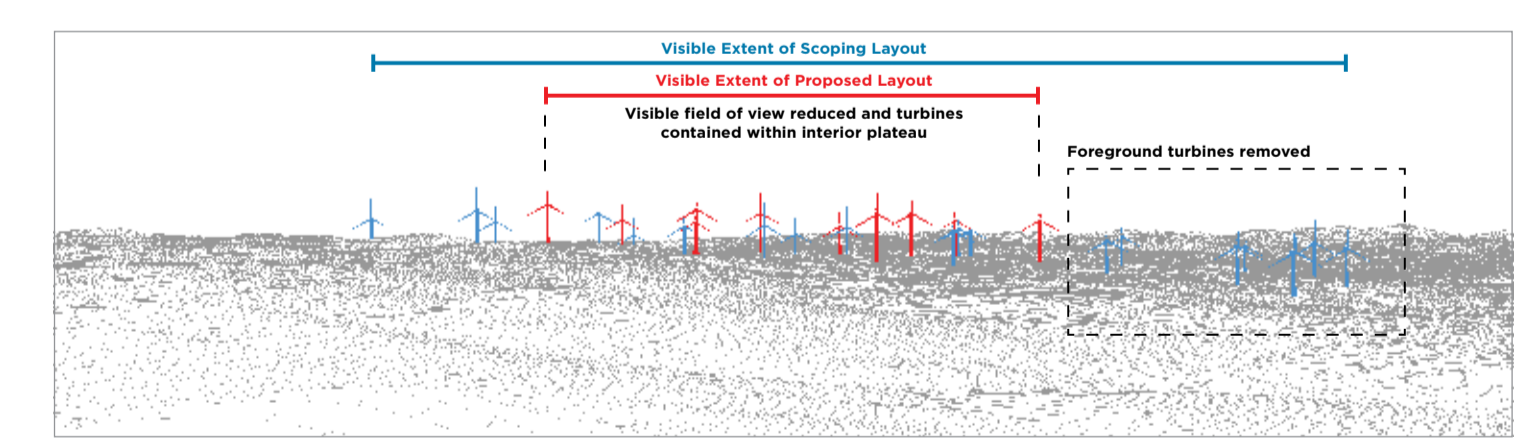 Visible Extent of Scoping Layout
Visible Extent of Proposed Layout
Visible field of view reduced and turbines
contained within interior plateau
Foreground turbines removed